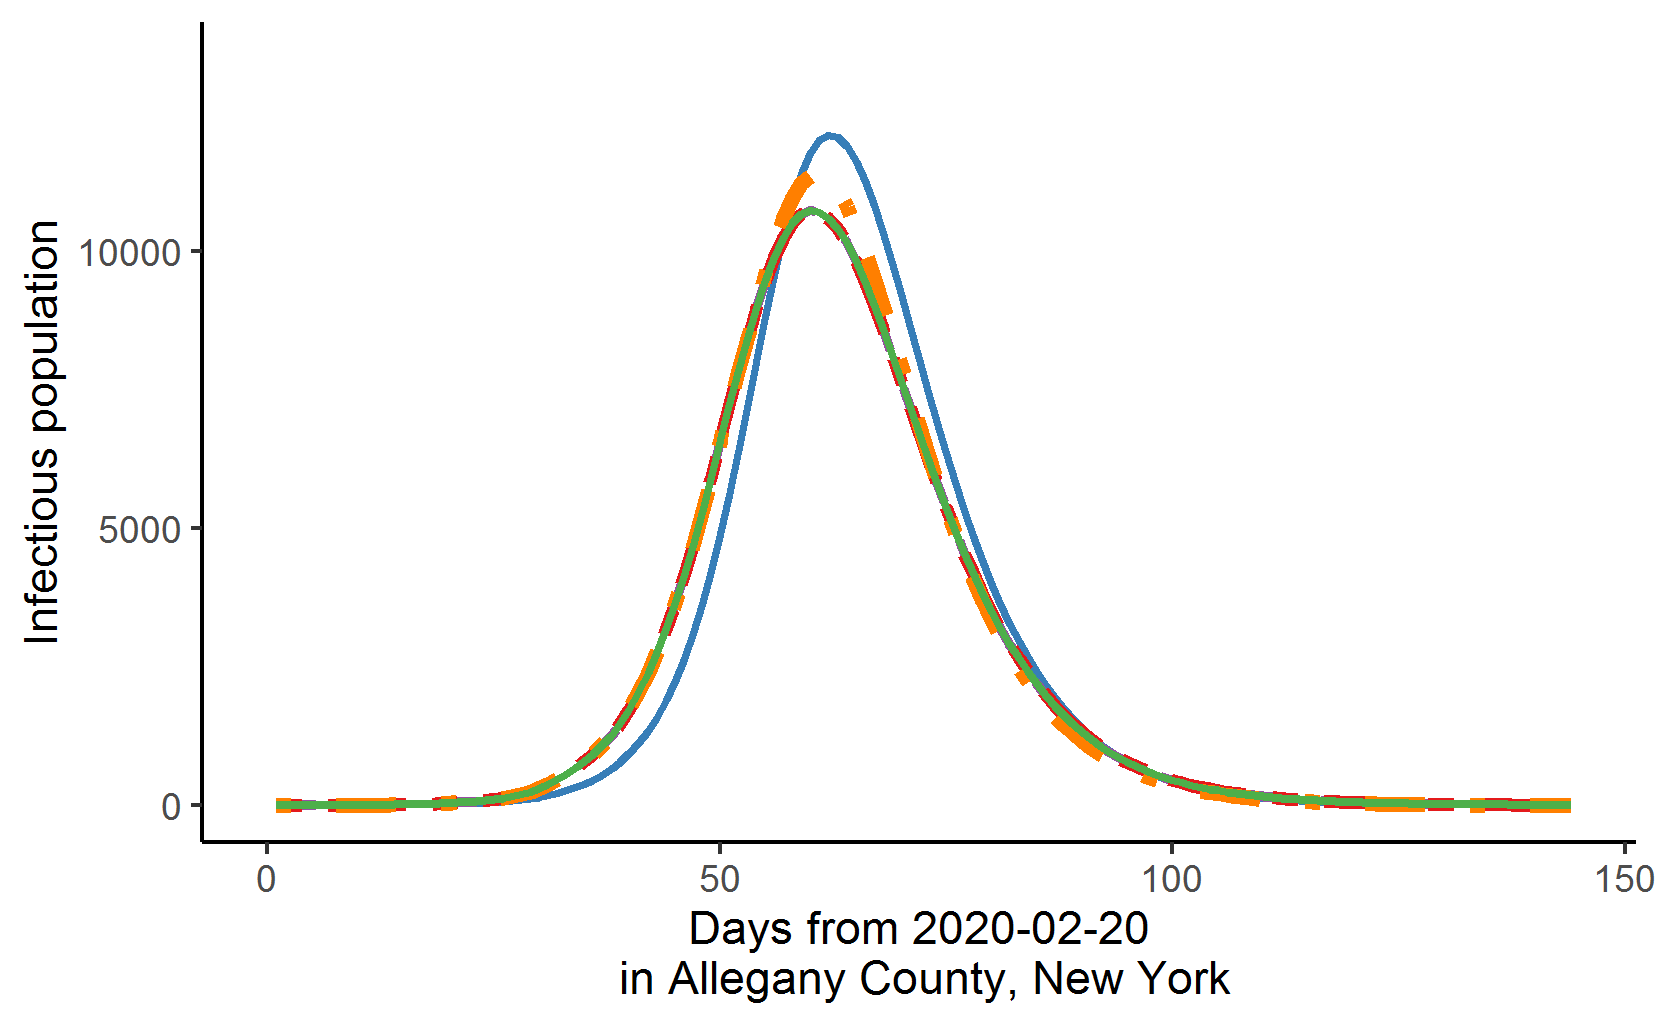 Infectious population
10000
5000
0
0 50 100 150
Days from 2020-02-20
in Allegany County, New York